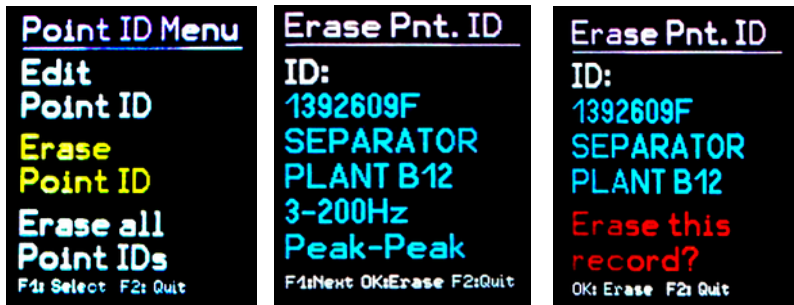 Point ID Menu
Edit
Point ID
Erase
Point ID
Erase all
Point IDs
F1: Select F2: Quit
Erase Pnt. ID
ID:
1392609F
SEPARATOR
PLANT B12
3-200Hz
Peak-Peak
F1:Next OK:Erase F2:Quit
Erase Pnt. ID
ID:
1392609F
SEPARATOR
PLANT B12
Erase this
record?
OK: Erase F2: Quit